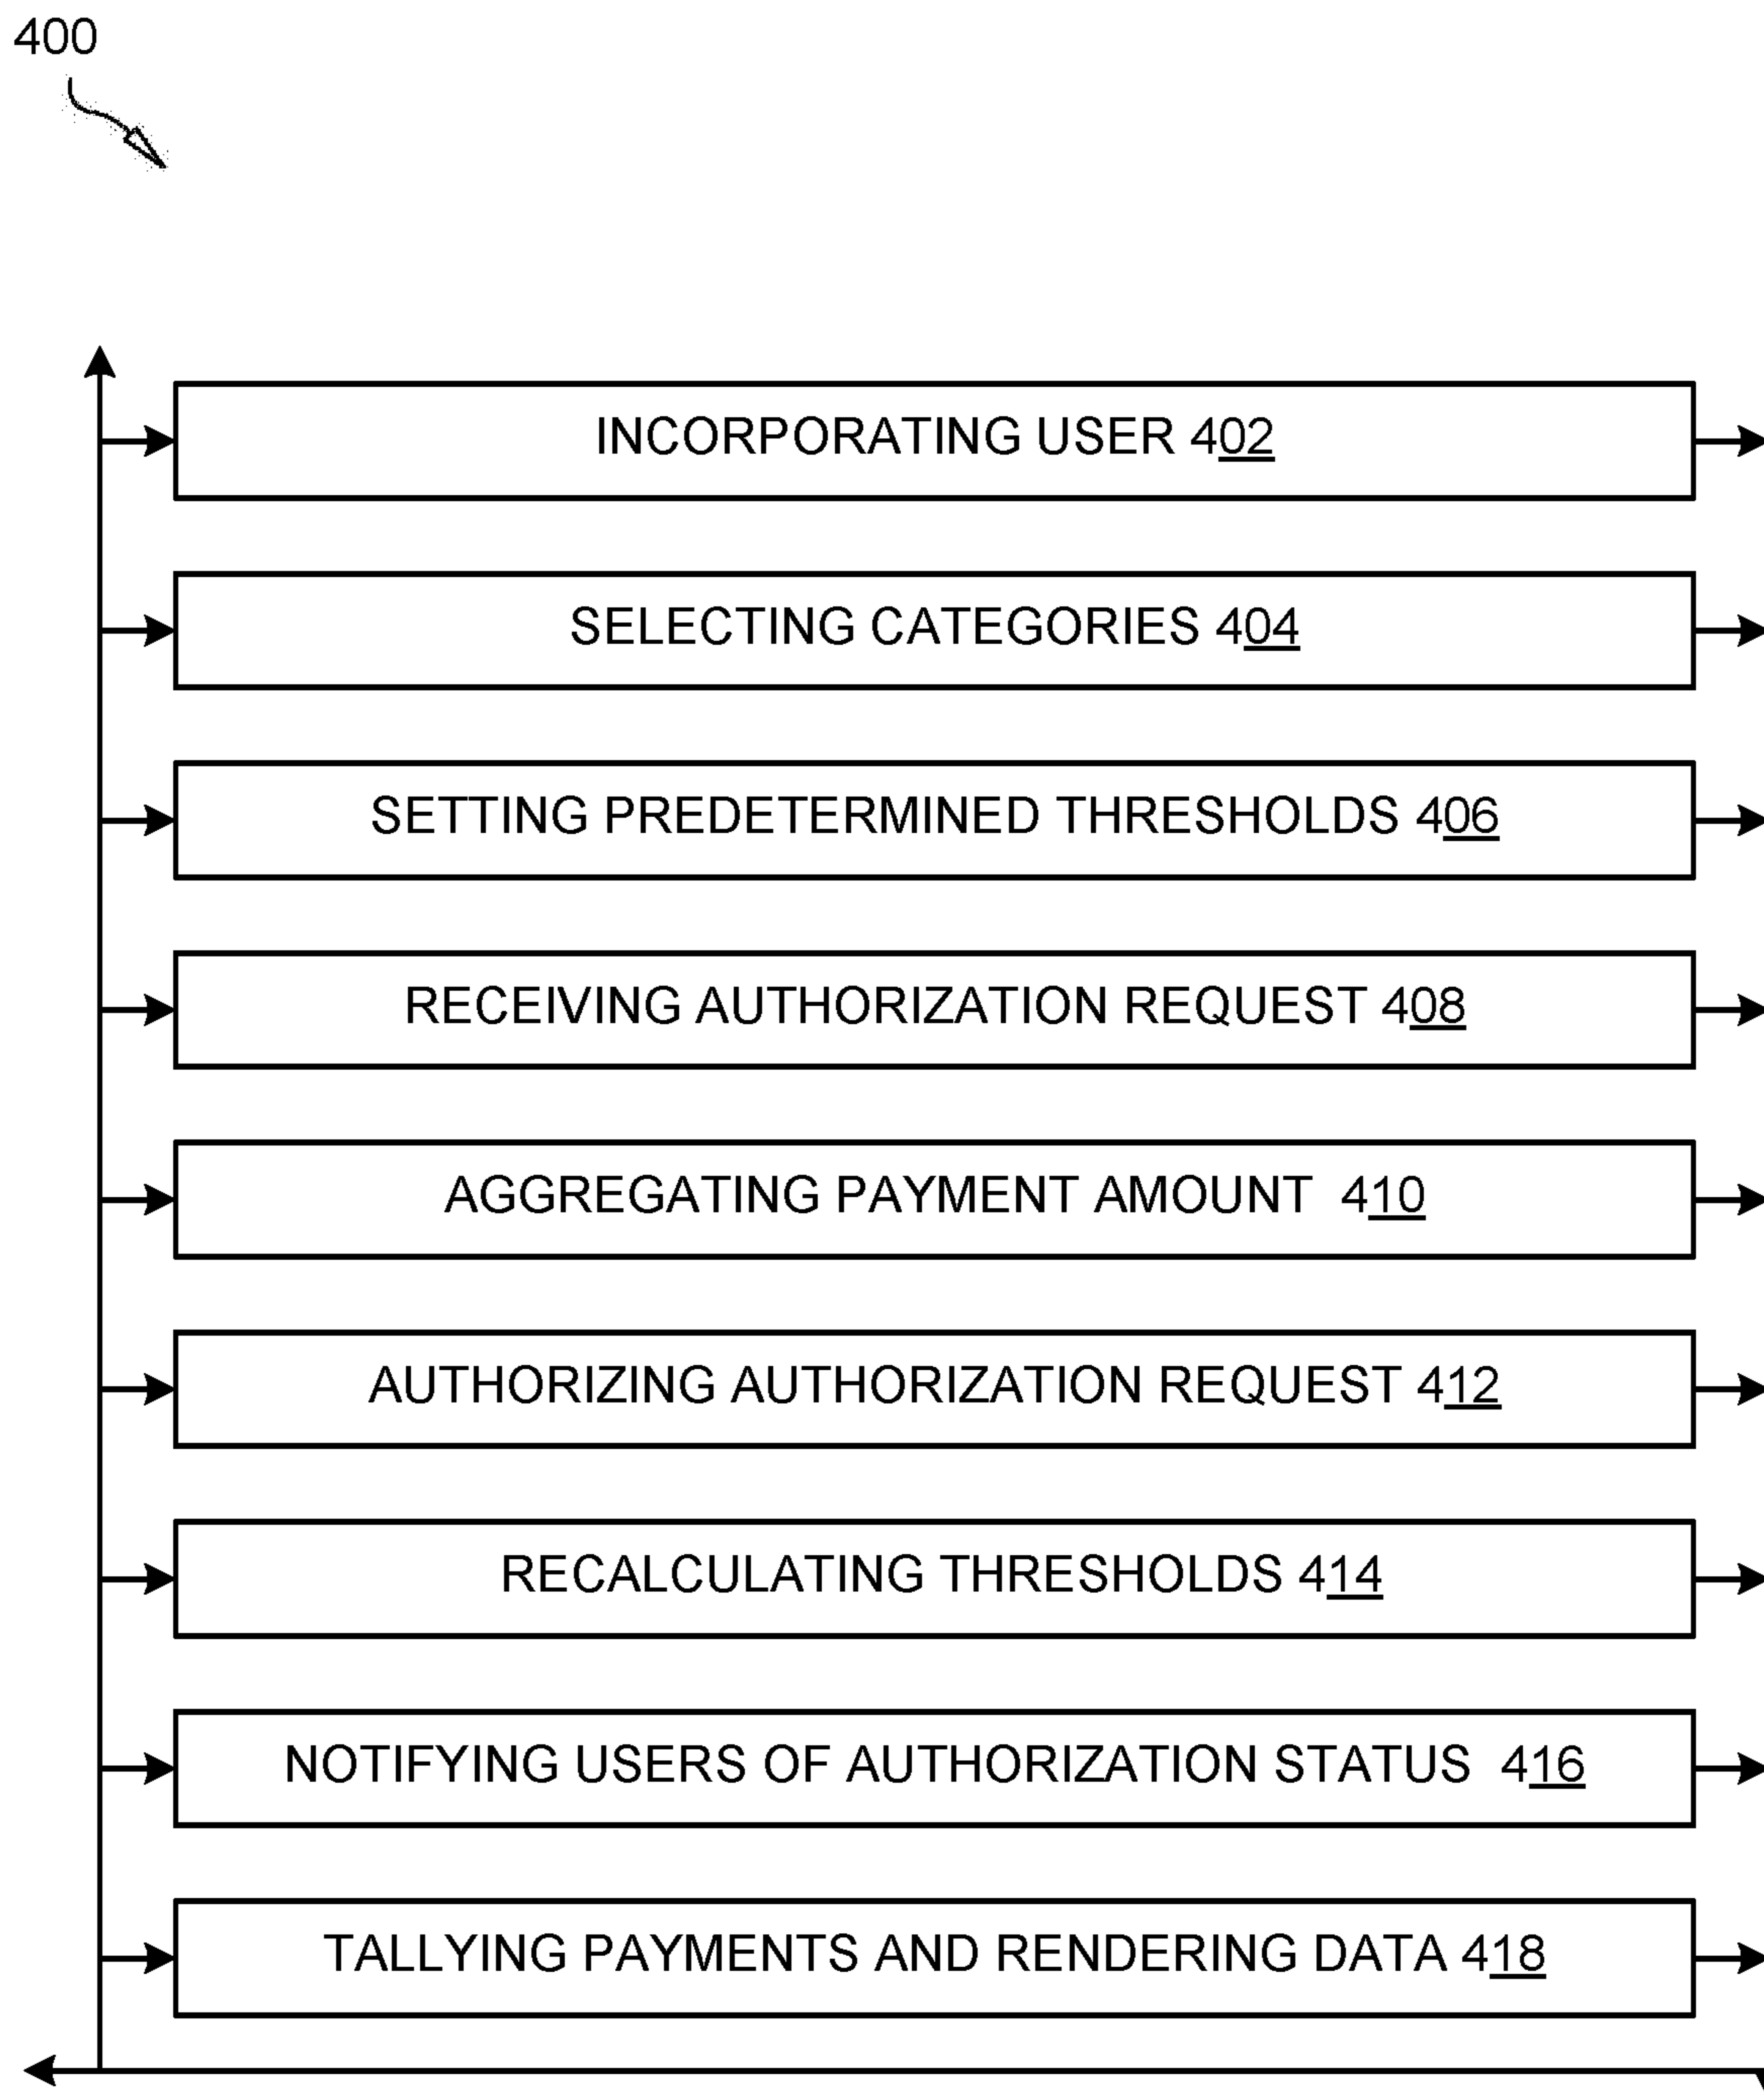 400
INCORPORATING USER 402
SELECTING CATEGORIES 404
SETTING PREDETERMINED THRESHOLDS 406
RECEIVING AUTHORIZATION REQUEST 408
AGGREGATING PAYMENT AMOUNT 410
AUTHORIZING AUTHORIZATION REQUEST 412
RECALCULATING THRESHOLDS 414
NOTIFYING USERS OF AUTHORIZATION STATUS 416
TALLYING PAYMENTS AND RENDERING DATA 418